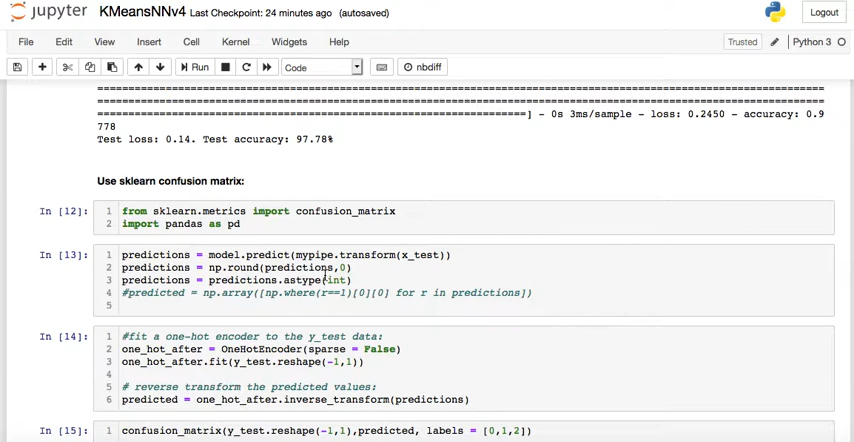 jupyter KMeansNNv4 Last Checkpoint: 24 minutes ago (autosaved) Logout
File Edit View Insert Cell Kernel Widgets Help Trusted Python 3
Run Code nbdiff
================================================================================
================================================================================
=====================================================] - 0s 3ms/sample - loss: 0.2450 - accuracy: 0.9
778
Test loss: 0.14. Test accuracy: 97.78%
Use sklearn confusion matrix:
In [12]: 1 from sklearn.metrics import confusion_matrix
2 import pandas as pd
In [13]: 1 predictions = model.predict(mypipe.transform(x_test))
2 predictions = np.round(predictions,0)
3 predictions = predictions.astype(int)
4 #predicted = np.array([np.where(r==1)[0][0] for r in predictions])
5
In [14]: 1 #fit a one-hot encoder to the y_test data:
2 one_hot_after = OneHotEncoder(sparse = False)
3 one_hot_after.fit(y_test.reshape(-1,1))
4
5 # reverse transform the predicted values:
6 predicted = one_hot_after.inverse_transform(predictions)
In [15]: 1 confusion_matrix(y_test.reshape(-1,1),predicted, labels = [0,1,2])